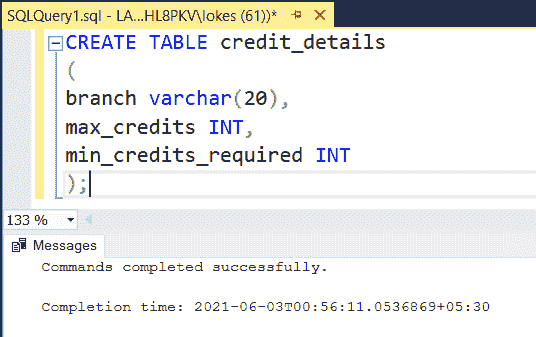 SQLQuery1.sql - LA...HL8PKV\lokes (61))*
CREATE TABLE credit_details
(
branch varchar(20),
max_credits INT,
min_credits_required INT
);
133 %
Messages
Commands completed successfully.
Completion time: 2021-06-03T00:56:11.0536869+05:30